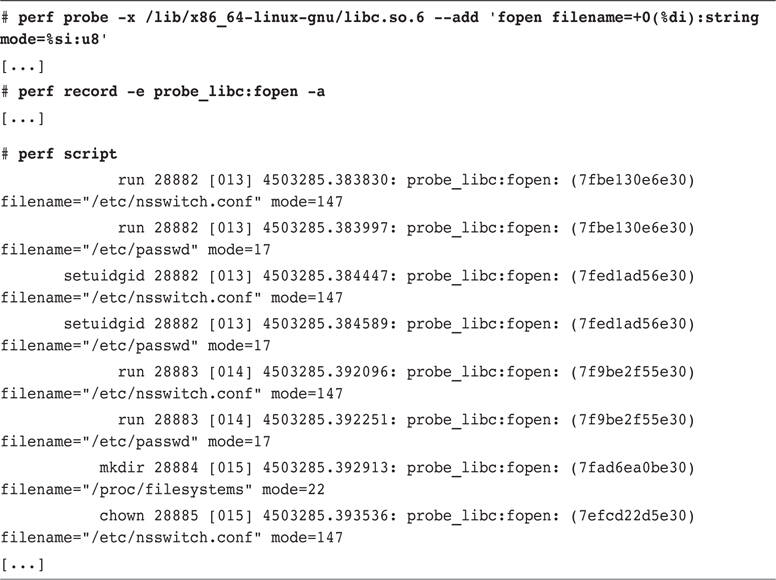 # perf probe -x /lib/x86_64-linux-gnu/libc.so.6 --add 'fopen filename=+0(%di):string
mode=%si:u8'
[...]
# perf record -e probe_libc:fopen -a
[...]
# perf script
run 28882 [013] 4503285.383830: probe_libc:fopen: (7fbe130e6e30)
filename="/etc/nsswitch.conf" mode=147
run 28882 [013] 4503285.383997: probe_libc:fopen: (7fbe130e6e30)
filename="/etc/passwd" mode=17
setuidgid 28882 [013] 4503285.384447: probe_libc:fopen: (7fed1ad56e30)
filename="/etc/nsswitch.conf" mode=147
setuidgid 28882 [013] 4503285.384589: probe_libc:fopen: (7fed1ad56e30)
filename="/etc/passwd" mode=17
run 28883 [014] 4503285.392096: probe_libc:fopen: (7f9be2f55e30)
filename="/etc/nsswitch.conf" mode=147
run 28883 [014] 4503285.392251: probe_libc:fopen: (7f9be2f55e30)
filename="/etc/passwd" mode=17
mkdir 28884 [015] 4503285.392913: probe_libc:fopen: (7fad6ea0be30)
filename="/proc/filesystems" mode=22
chown 28885 [015] 4503285.393536: probe_libc:fopen: (7efcd22d5e30)
filename="/etc/nsswitch.conf" mode=147
[...]